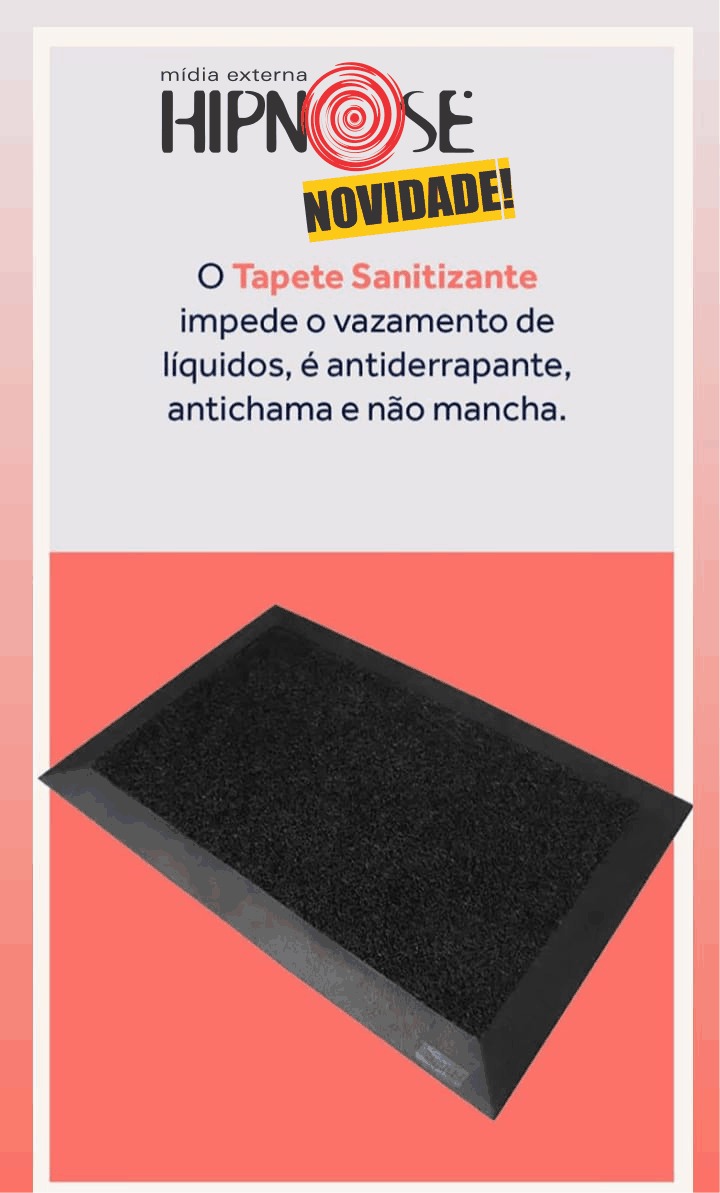 mídia externa
HIPNOSE
NOVIDADE!
O Tapete Sanitizante
impede o vazamento de
líquidos, é antiderrapante,
antichama e não mancha.